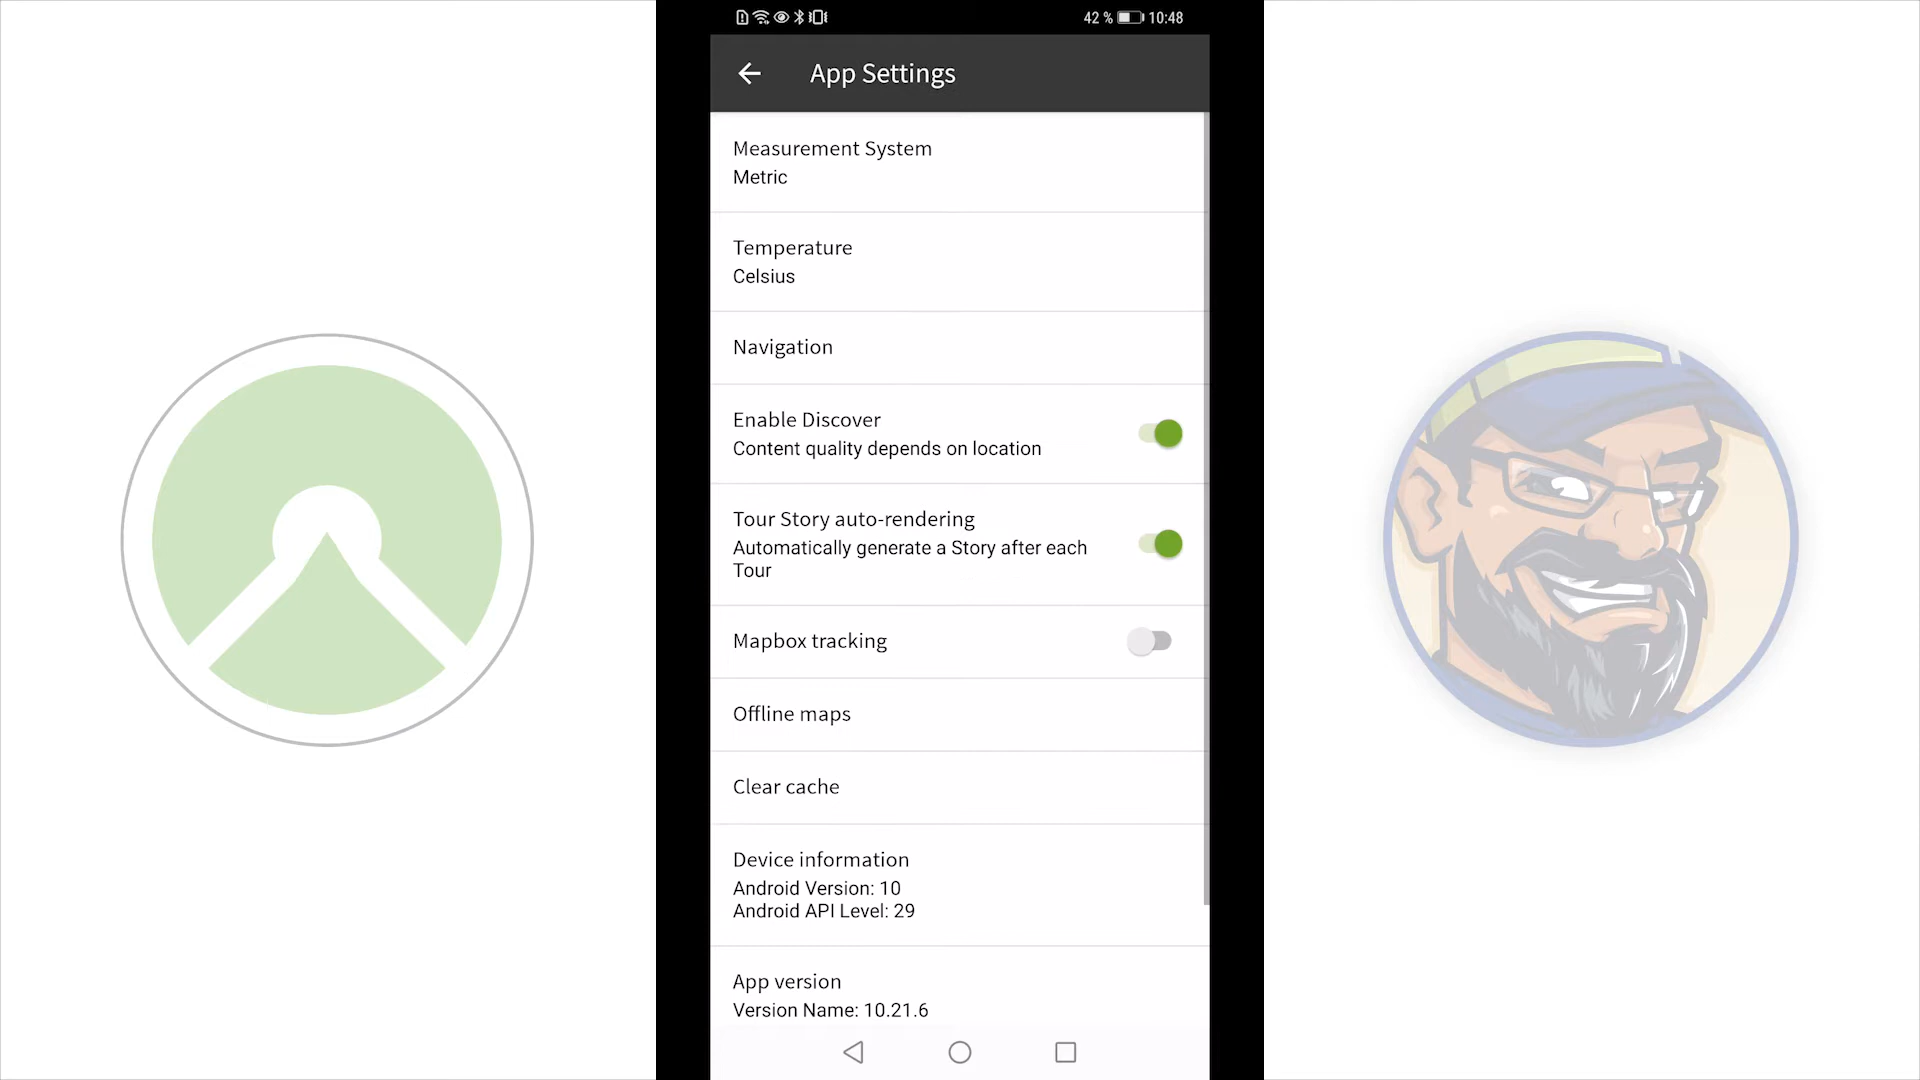 42 % 10:48
App Settings
Measurement System
Metric
Temperature
Celsius
Navigation
Enable Discover
Content quality depends on location
Tour Story auto-rendering
Automatically generate a Story after each
Tour
Mapbox tracking
Offline maps
Clear cache
Device information
Android Version: 10
Android API Level: 29
App version
Version Name: 10.21.6